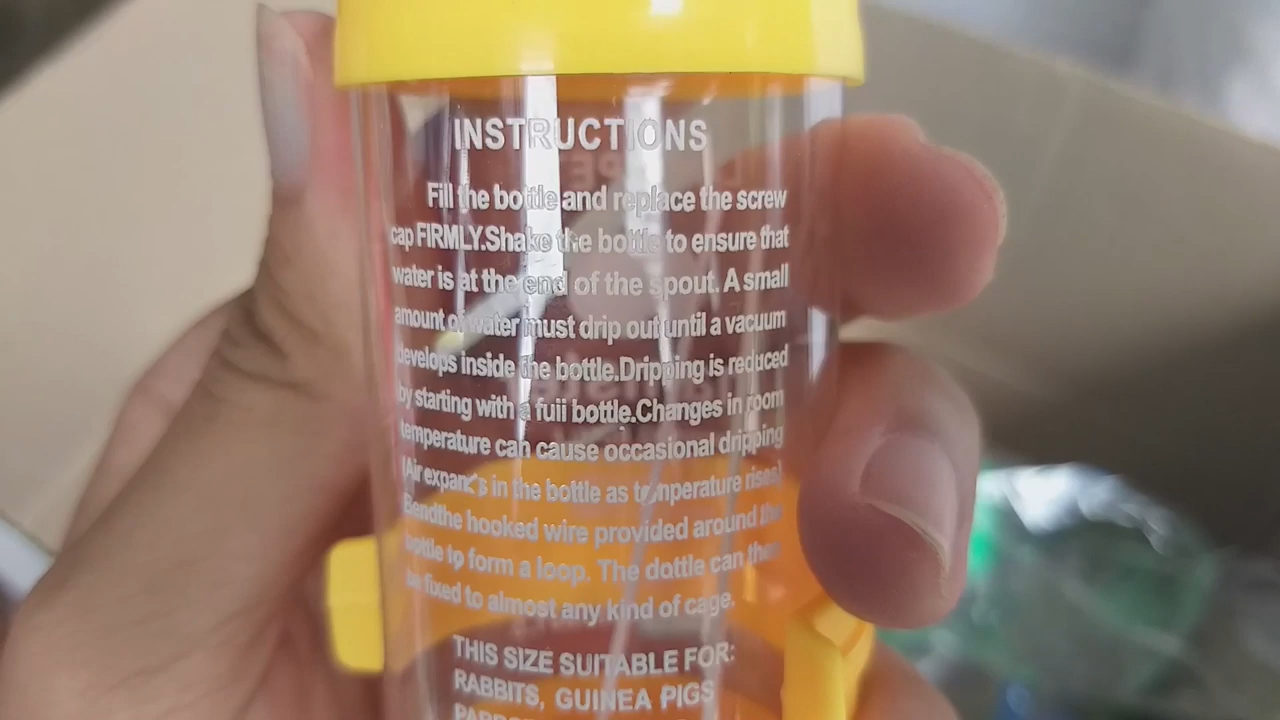 INSTRUCTIONS
Fill the bottle and replace the screw
cap FIRMLY.Shake the bottle to ensure that
water is at the end of the spout. A small
amount of water must drip out until a vacuum
develops inside the bottle.Dripping is reduced
by starting with a fuii bottle.Changes in room
temperature can cause occasional dripping
(Air expands in the bottle as temperature rises)
Bendthe hooked wire provided around the
bottle to form a loop. The dottle can then
be fixed to almost any kind of cage.
THIS SIZE SUITABLE FOR:
RABBITS, GUINEA PIGS